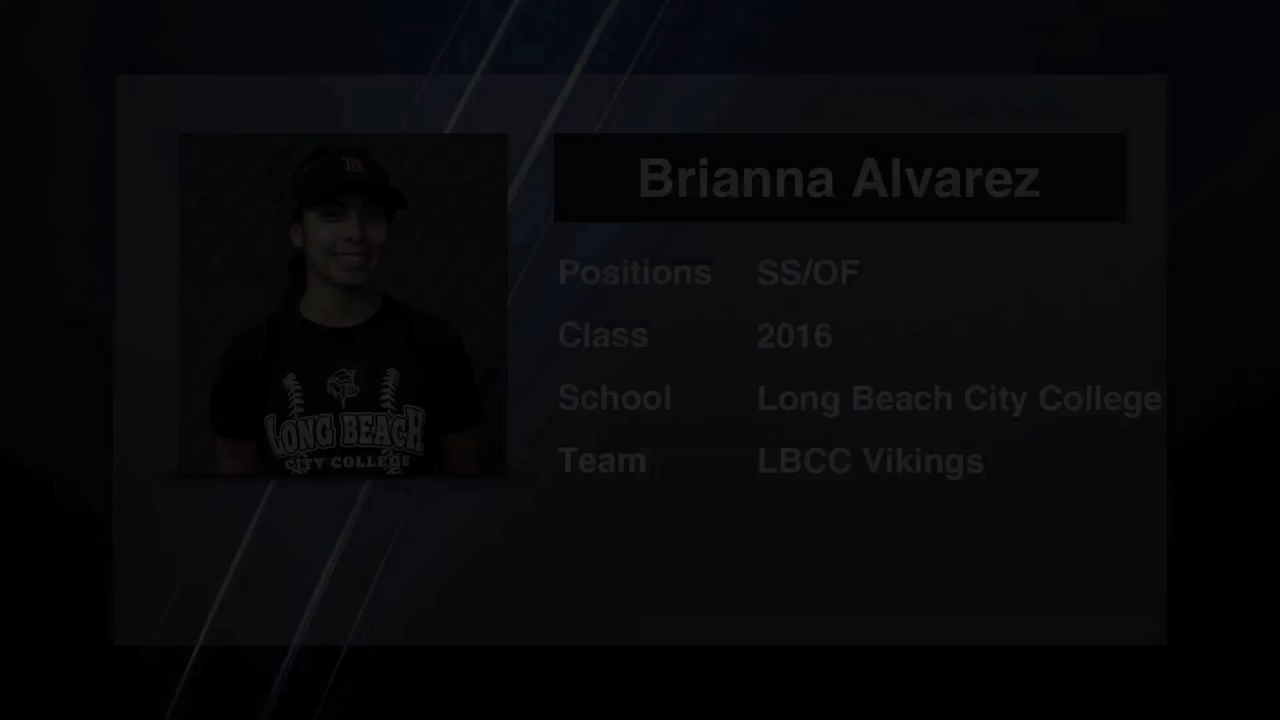 Brianna Alvarez
Positions SS/OF
Class 2016
School Long Beach City College
Team LBCC Vikings
LONG BEACH
CITY COLLEGE